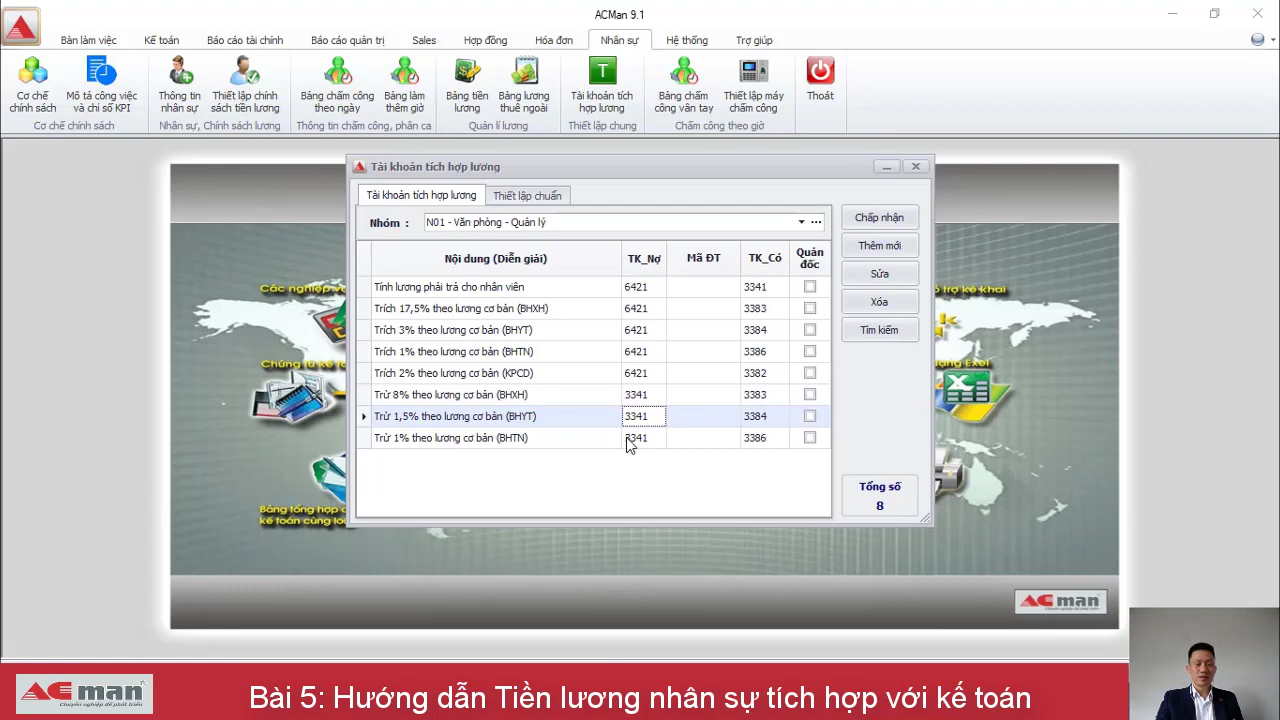 ACMan 9.1
Bàn làm việc Kế toán Báo cáo tài chính Báo cáo quản trị Sales Hợp đồng Hóa đơn Nhân sự Hệ thống Trợ giúp
Cơ chế chính sách
Mô tả công việc và chỉ số KPI
Thông tin nhân sự
Thiết lập chính sách tiền lương
Bảng chấm công theo ngày
Bảng làm thêm giờ
Bảng tiền lương
Bảng lương thuê ngoài
Tài khoản tích hợp lương
Bảng chấm công vân tay
Thiết lập máy chấm công
Thoát
Cơ chế chính sách Nhân sự, Chính sách lương Thông tin chấm công, phân ca Quản lí lương Thiết lập chung Chấm công theo giờ
Tài khoản tích hợp lương
Tài khoản tích hợp lương Thiết lập chuẩn
Nhóm : N01 - Văn phòng - Quản lý
Nội dung (Diễn giải) TK_Nợ Mã ĐT TK_Có Quản đốc
Tính lương phải trả cho nhân viên 6421 3341
Trích 17,5% theo lương cơ bản (BHXH) 6421 3383
Trích 3% theo lương cơ bản (BHYT) 6421 3384
Trích 1% theo lương cơ bản (BHTN) 6421 3386
Trích 2% theo lương cơ bản (KPCD) 6421 3382
Trừ 8% theo lương cơ bản (BHXH) 3341 3383
Trừ 1,5% theo lương cơ bản (BHYT) 3341 3384
Trừ 1% theo lương cơ bản (BHTN) 3341 3386
Chấp nhận
Thêm mới
Sửa
Xóa
Tìm kiếm
Tổng số
8
Các
Chứng từ
Bảng tổng hợp
kế toán cùng
trợ kê khai
dạng Exel
ACman
ACman
Chuyên nghiệp để phát triển
Bài 5: Hướng dẫn Tiền lương nhân sự tích hợp với kế toán